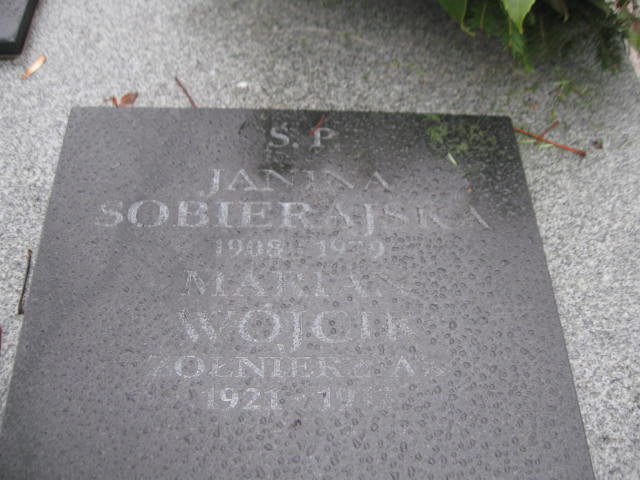 Ś. P.
JANINA
SOBIERAJSKA
1908 - 1979
MARIAN
WÓJCIK
ŻOŁNIERZ AK
1921 -